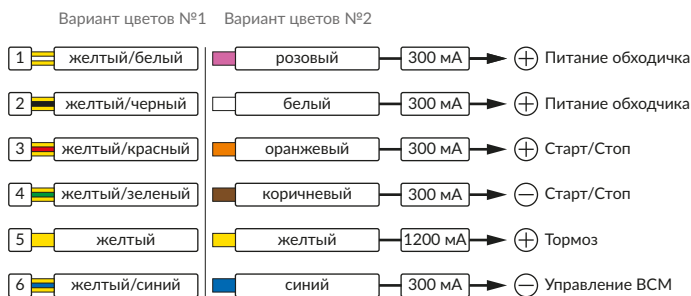 Вариант цветов №1 Вариант цветов №2
1 желтый/белый розовый 300 мА + Питание обходичка
2 желтый/черный белый 300 мА + Питание обходчика
3 желтый/красный оранжевый 300 мА + Старт/Стоп
4 желтый/зеленый коричневый 300 мА − Старт/Стоп
5 желтый желтый 1200 мА + Тормоз
6 желтый/синий синий 300 мА − Управление BCM